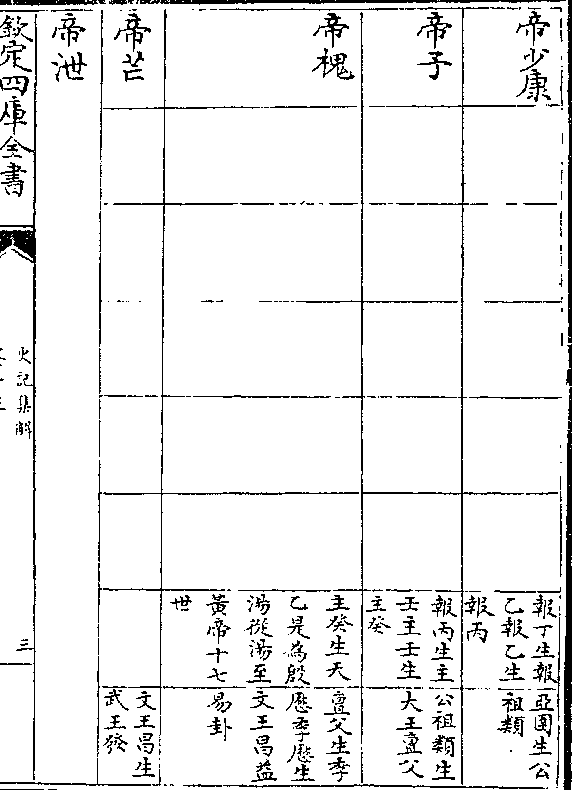 帝少康
報丁生報
乙報乙生
報丙
亞圉生公
祖類
帝子
報丙生主
壬主壬生
主癸
公祖類生
大王亶父
帝槐
主癸生天
乙是為殷
湯從湯至
黃帝十七
世
亶父生季
歷季歷生
文王昌益
易卦
帝芒
文王昌生
武王發
帝泄
欽定四庫全書
史記集解
三